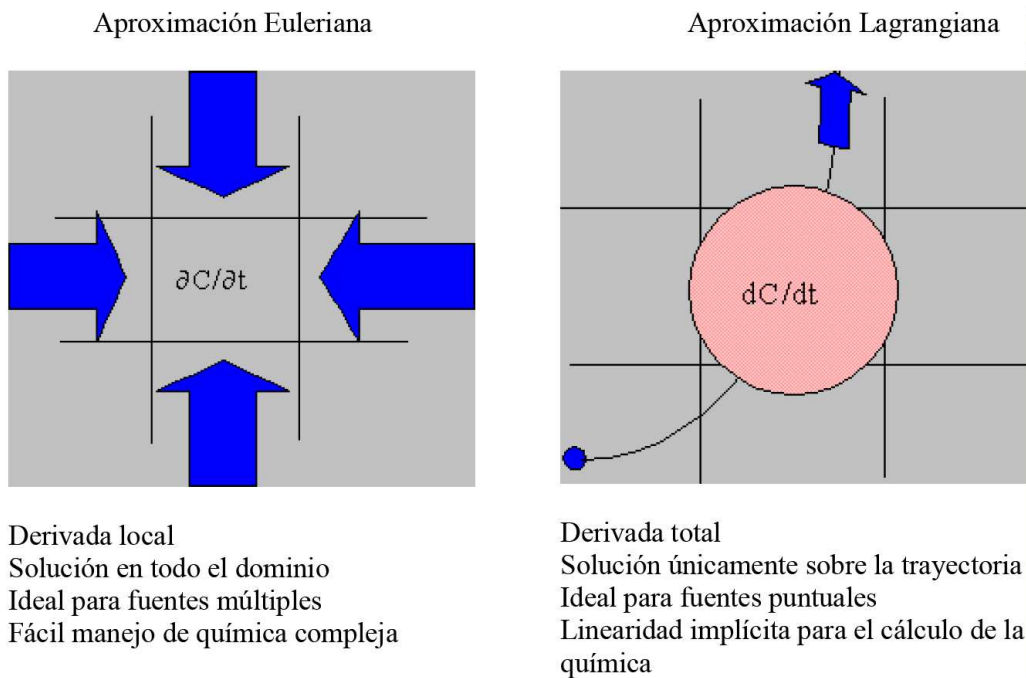 Aproximación Euleriana
∂C/∂t
Derivada local
Solución en todo el dominio
Ideal para fuentes múltiples
Fácil manejo de química compleja
Aproximación Lagrangiana
dC/dt
Derivada total
Solución únicamente sobre la trayectoria
Ideal para fuentes puntuales
Linearidad implícita para el cálculo de la
química